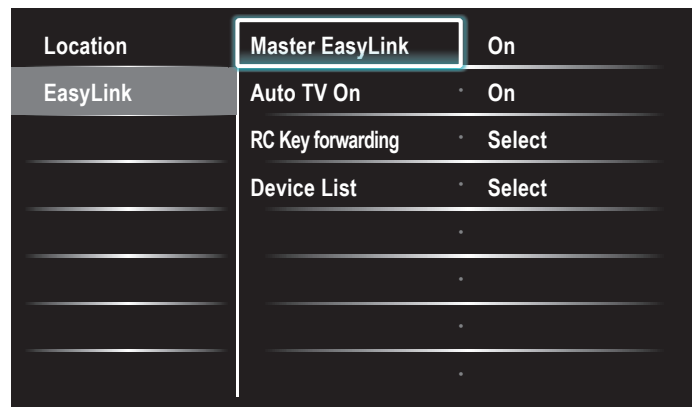 Location Master EasyLink On
EasyLink Auto TV On On
RC Key forwarding Select
Device List Select